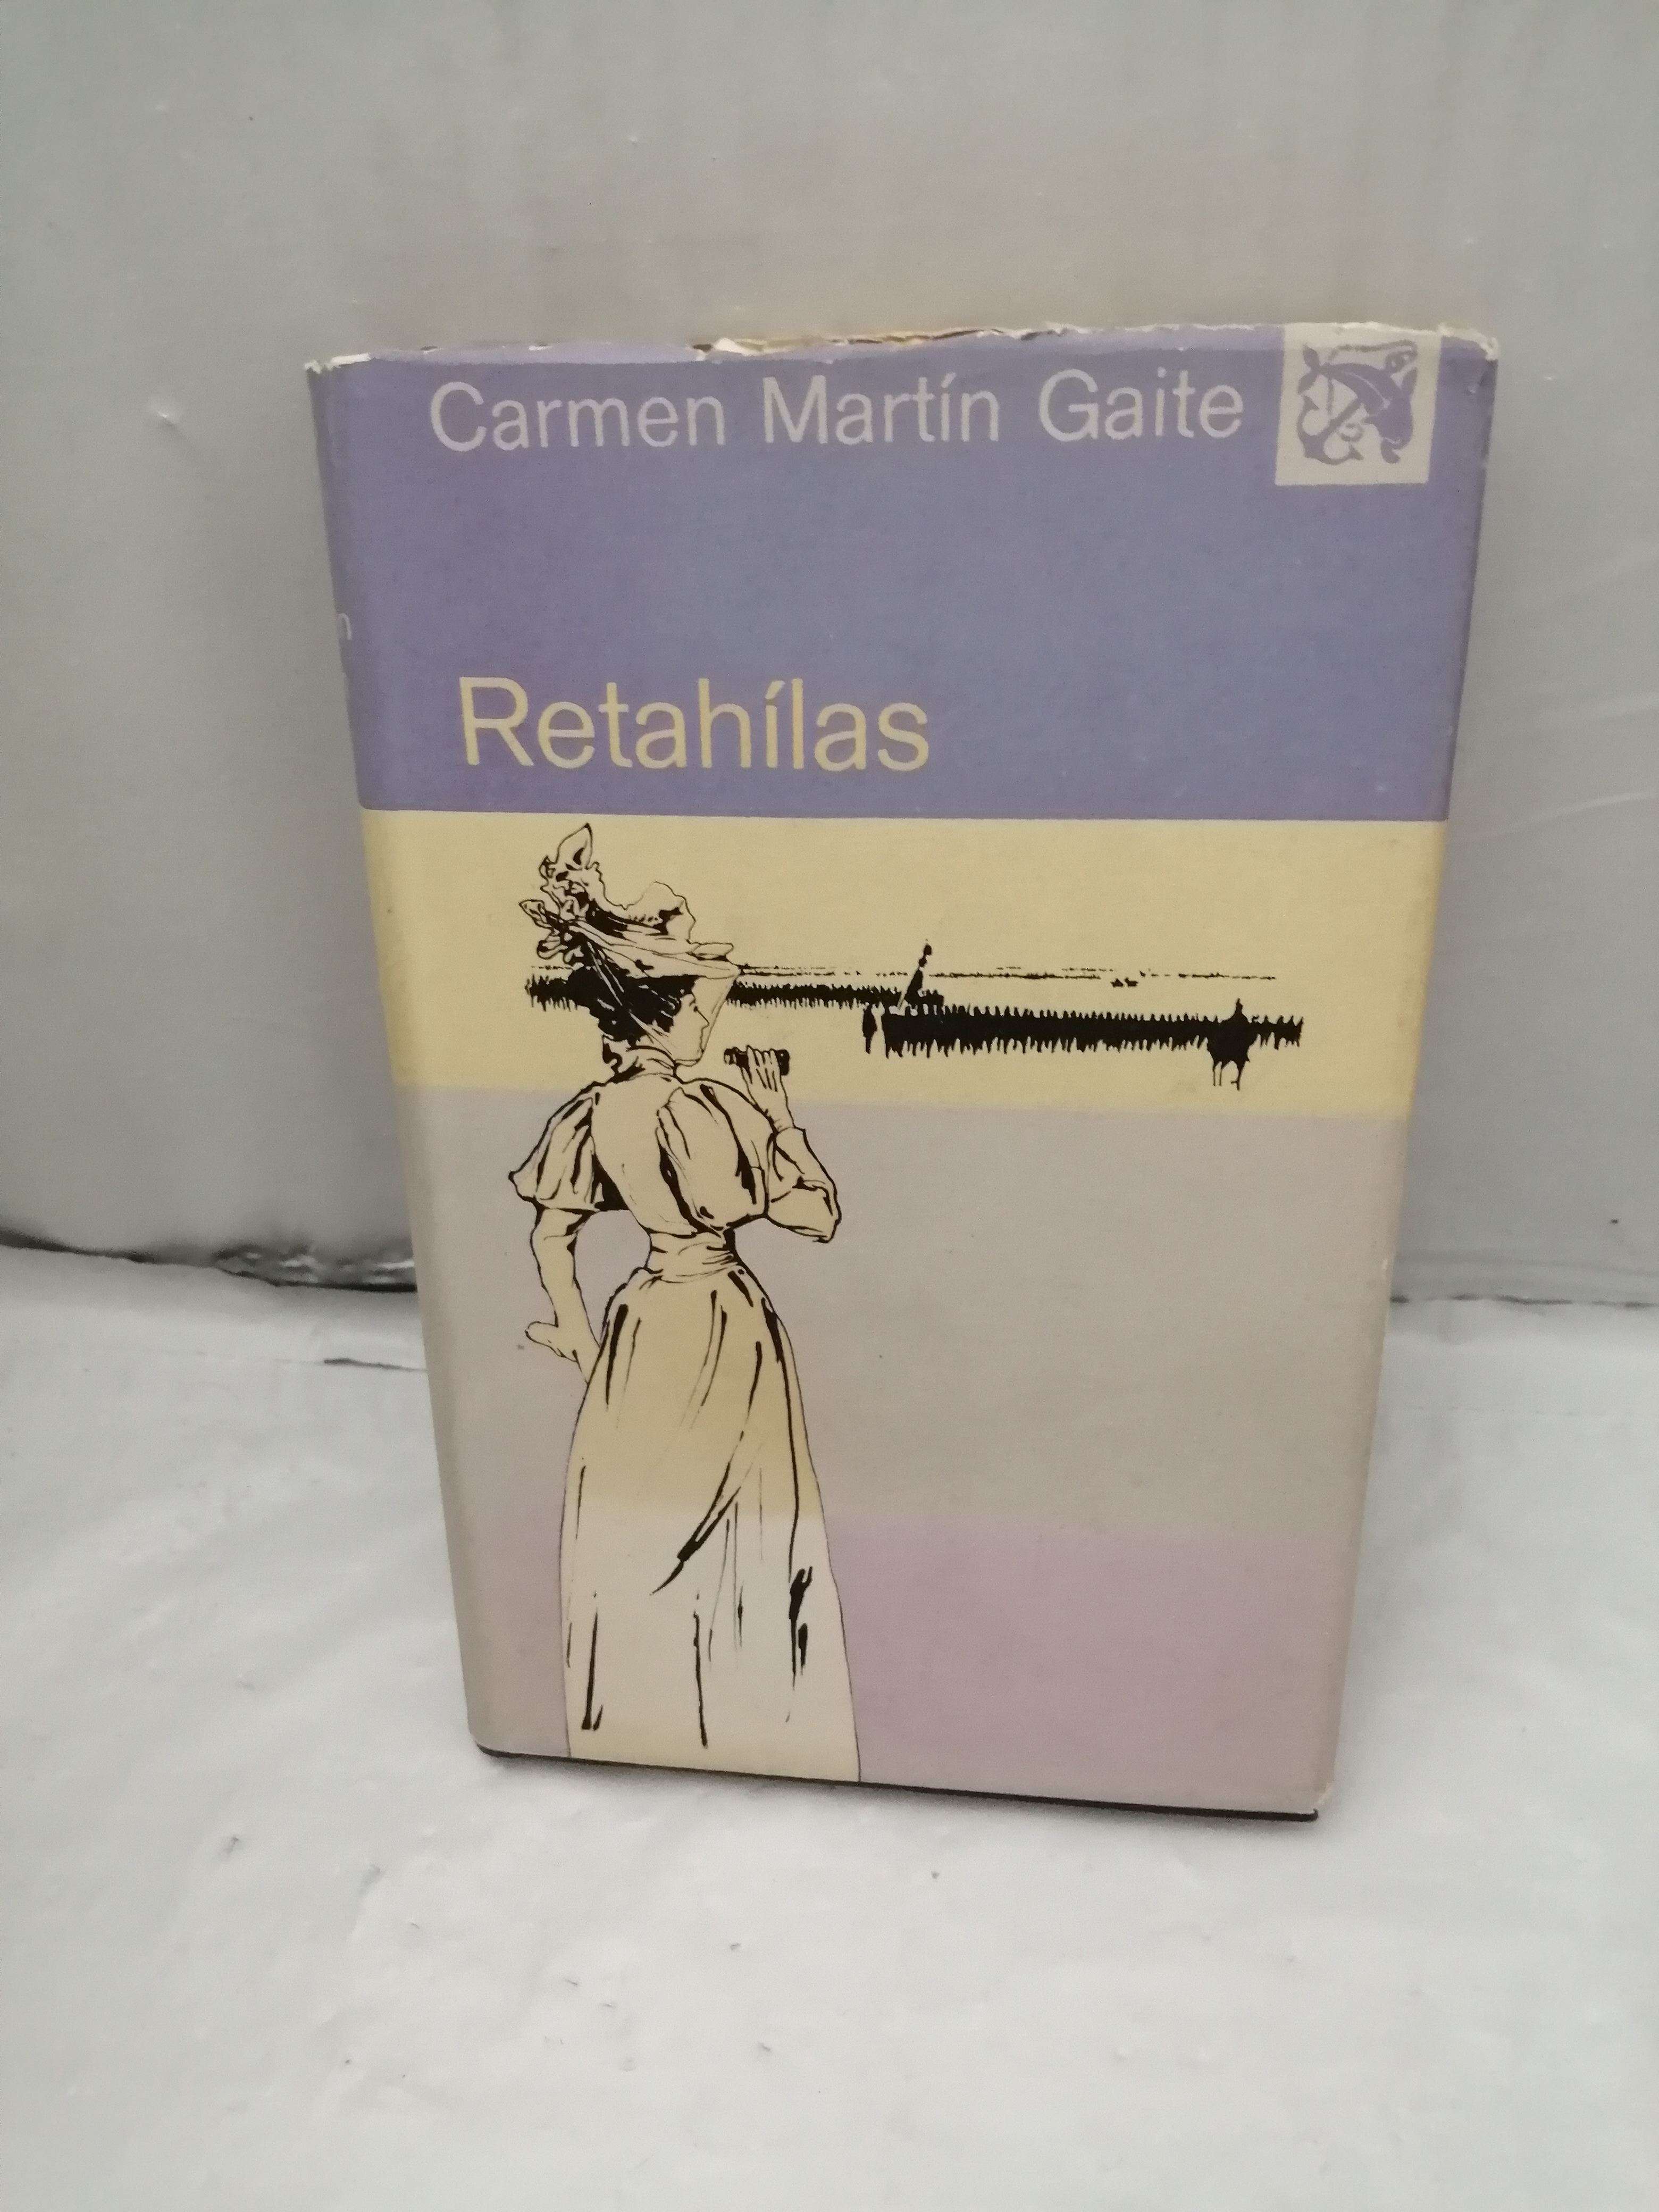 Carmen Martín Gaite
Retahílas